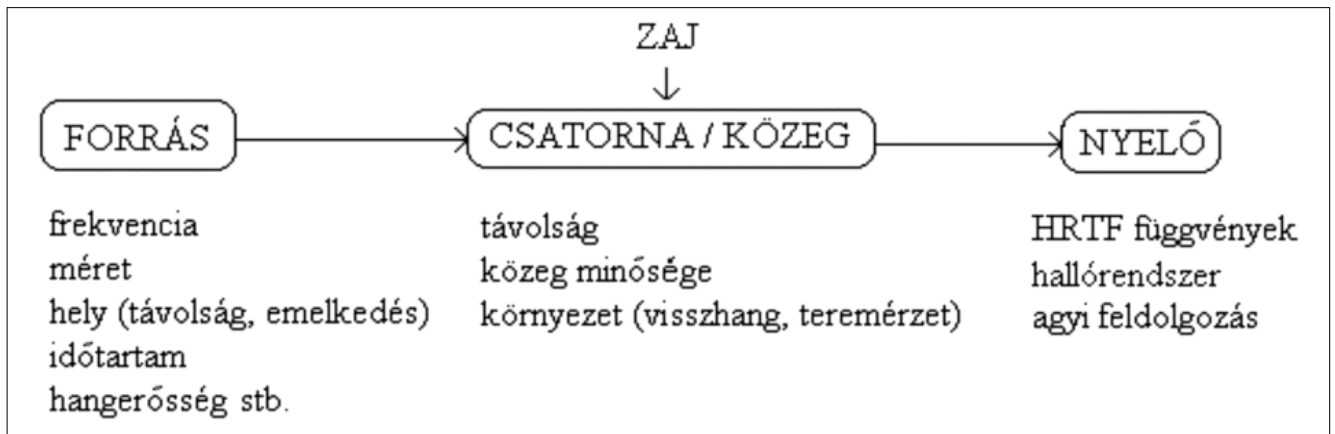 ZAJ
FORRÁS
CSATORNA / KÖZEG
NYELŐ
frekvencia
méret
hely (távolság, emelkedés)
időtartam
hangerősség stb.
távolság
közeg minősége
környezet (visszhang, teremérzet)
HRTF függvények
hallórendszer
agyi feldolgozás